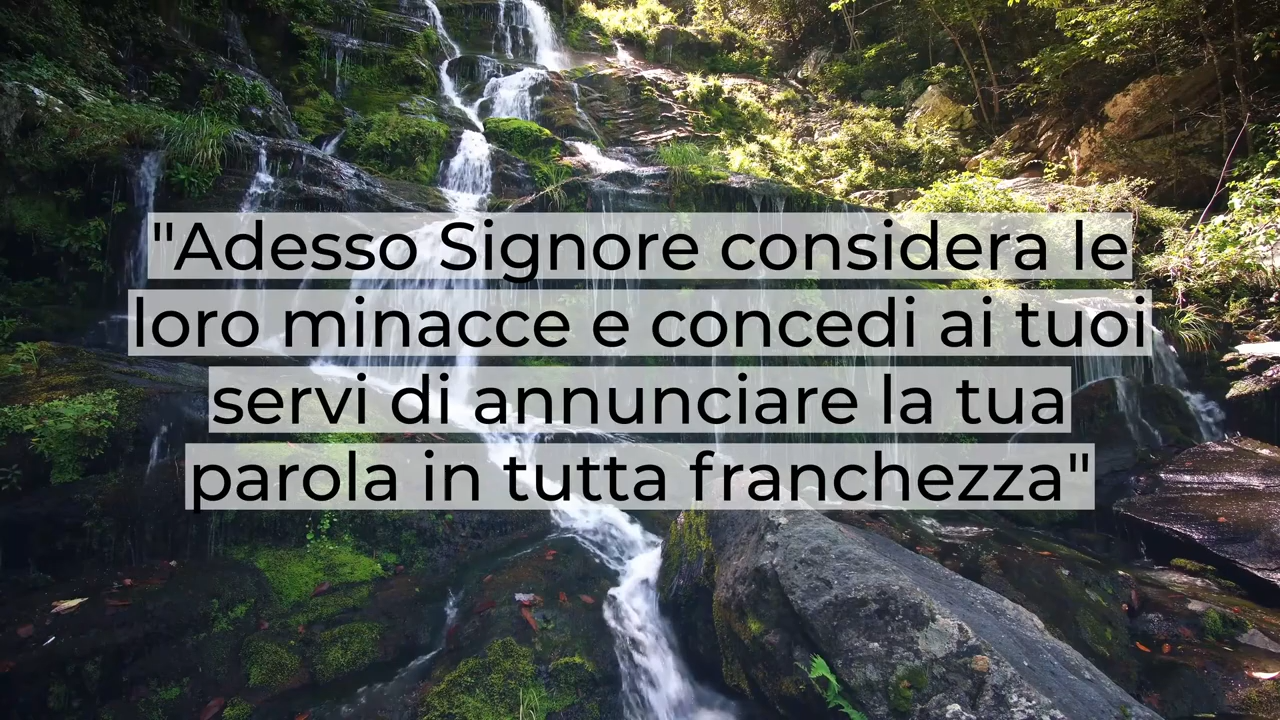 "Adesso Signore considera le
loro minacce e concedi ai tuoi
servi di annunciare la tua
parola in tutta franchezza"